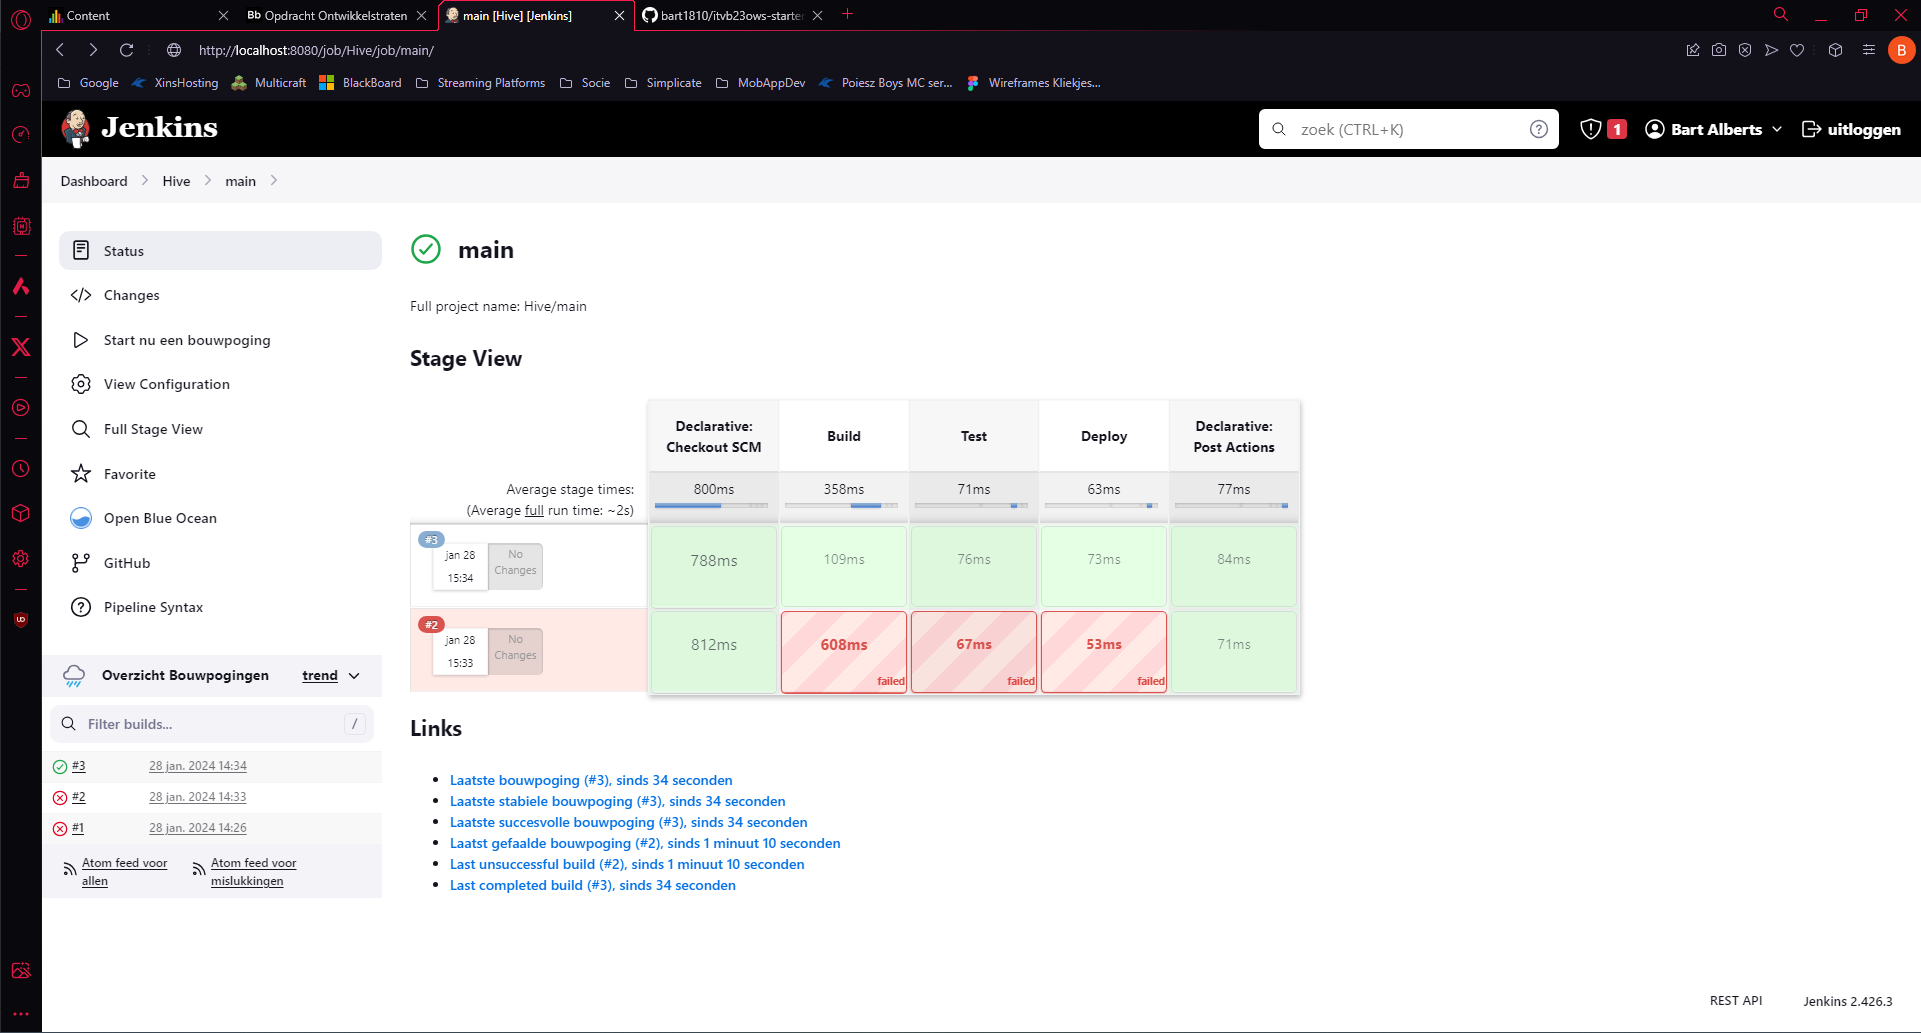 Content
Bb Opdracht Ontwikkelstraten
main [Hive] [Jenkins]
bart1810/itvb23ows-starter
http://localhost:8080/job/Hive/job/main/
B
Google
XinsHosting
Multicraft
BlackBoard
Streaming Platforms
Socie
Simplicate
MobAppDev
Poiesz Boys MC ser...
Wireframes Kliekjes...
Jenkins
zoek (CTRL+K)
1
Bart Alberts
uitloggen
Dashboard
Hive
main
Status
Changes
Start nu een bouwpoging
View Configuration
Full Stage View
Favorite
Open Blue Ocean
GitHub
Pipeline Syntax
Overzicht Bouwpogingen
trend
Filter builds...
/
#3 28 jan. 2024 14:34
#2 28 jan. 2024 14:33
#1 28 jan. 2024 14:26
Atom feed voor
allen
Atom feed voor
mislukkingen
main
Full project name: Hive/main
Stage View
Declarative:
Checkout SCM
Build
Test
Deploy
Declarative:
Post Actions
Average stage times:
(Average full run time: ~2s)
800ms
358ms
71ms
63ms
77ms
#3
jan 28
15:34
No
Changes
788ms
109ms
76ms
73ms
84ms
#2
jan 28
15:33
No
Changes
812ms
608ms
failed
67ms
failed
53ms
failed
71ms
Links
Laatste bouwpoging (#3), sinds 34 seconden
Laatste stabiele bouwpoging (#3), sinds 34 seconden
Laatste succesvolle bouwpoging (#3), sinds 34 seconden
Laatst gefaalde bouwpoging (#2), sinds 1 minuut 10 seconden
Last unsuccessful build (#2), sinds 1 minuut 10 seconden
Last completed build (#3), sinds 34 seconden
REST API
Jenkins 2.426.3